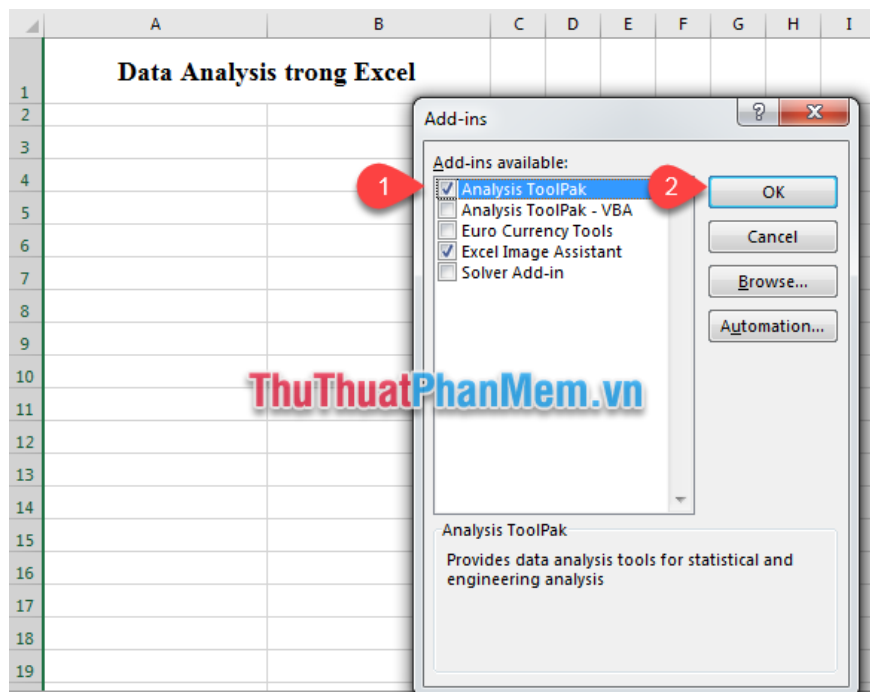 A B C D E F G H I
1 Data Analysis trong Excel
2
3
4
5
6
7
8
9
10
11
12
13
14
15
16
17
18
19
Add-ins
?
X
Add-ins available:
1
Analysis ToolPak
2
OK
Analysis ToolPak - VBA
Euro Currency Tools
Cancel
Excel Image Assistant
Solver Add-in
Browse...
Automation...
ThuThuatPhanMem.vn
Analysis ToolPak
Provides data analysis tools for statistical and
engineering analysis